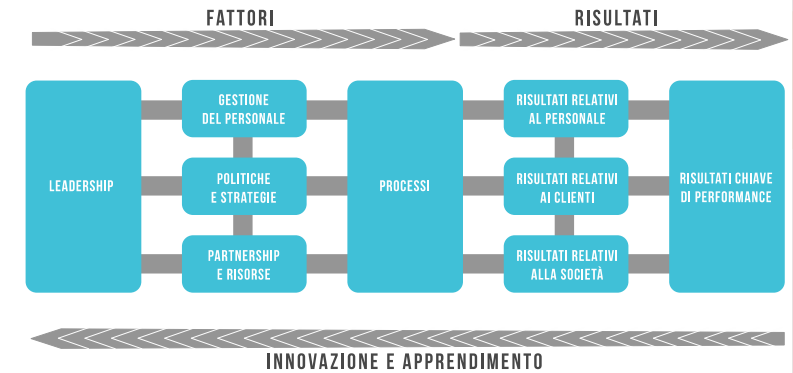 FATTORI
RISULTATI
LEADERSHIP
GESTIONE
DEL PERSONALE
POLITICHE
E STRATEGIE
PARTNERSHIP
E RISORSE
PROCESSI
RISULTATI RELATIVI
AL PERSONALE
RISULTATI RELATIVI
AI CLIENTI
RISULTATI RELATIVI
ALLA SOCIETÀ
RISULTATI CHIAVE
DI PERFORMANCE
INNOVAZIONE E APPRENDIMENTO